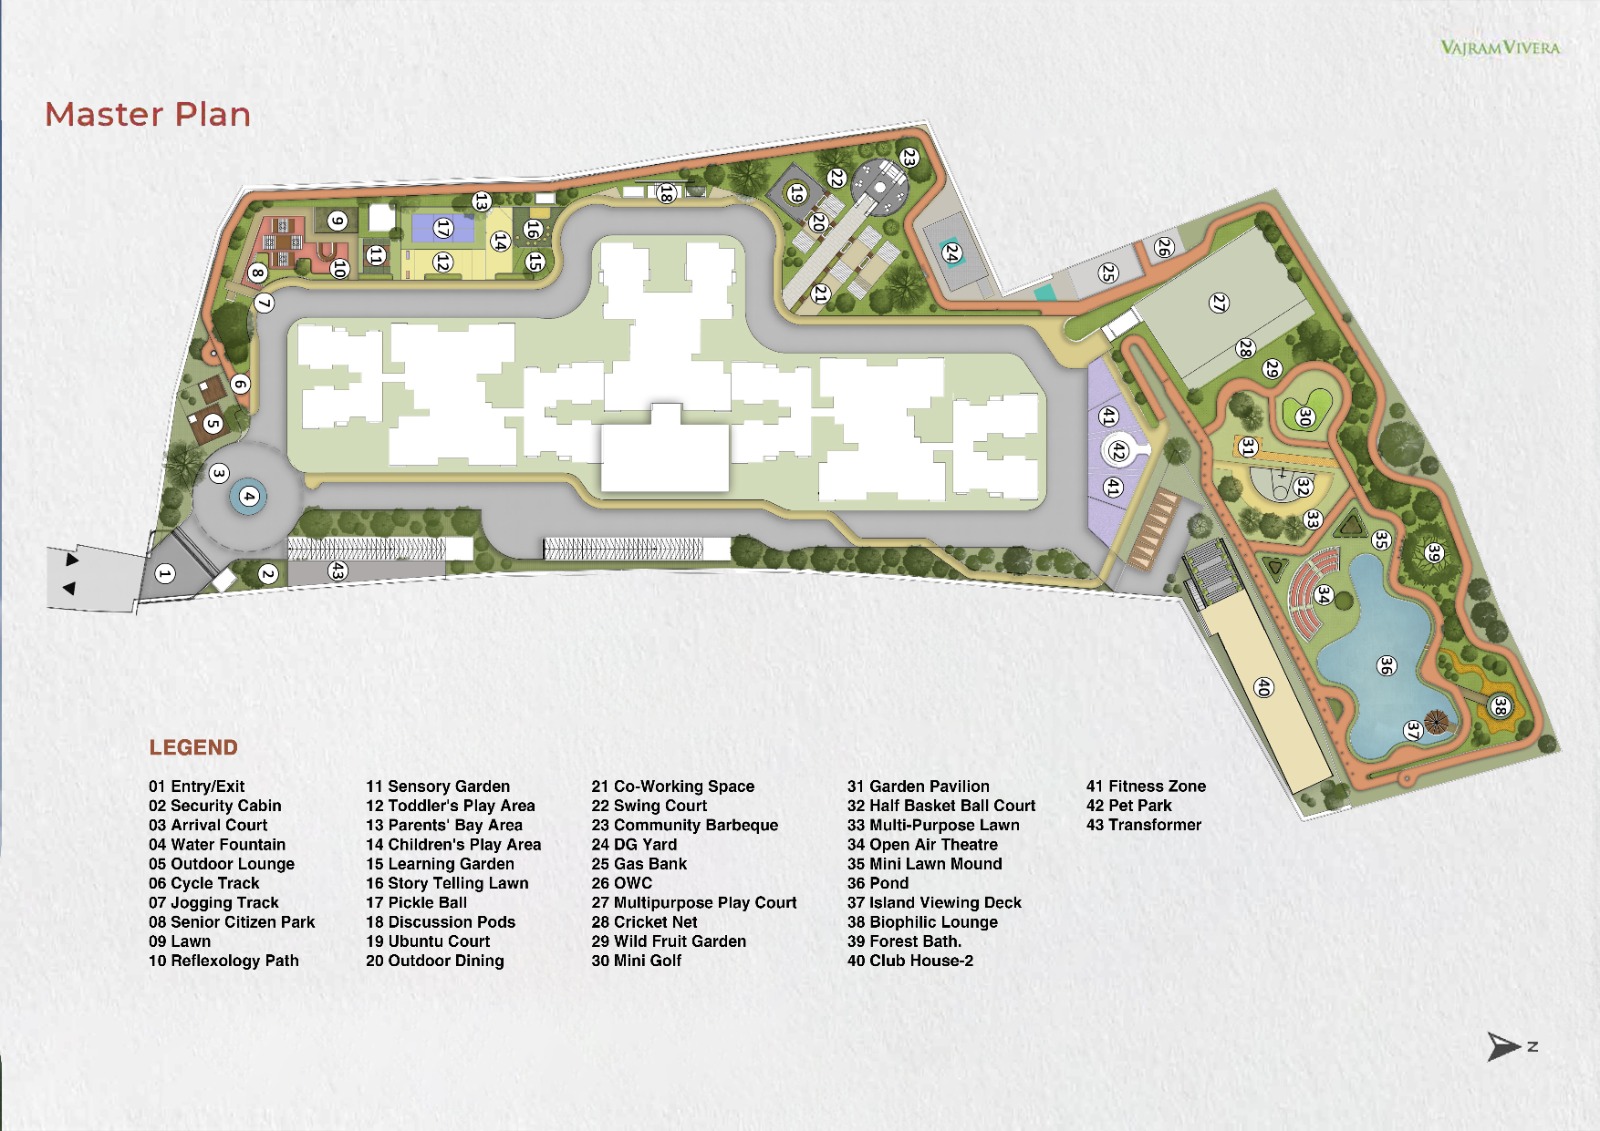 VAJRAM VIVERA
Master Plan
23
22
19
18
13
20
9
17
16
14
26
24
11
12
15
25
8
10
7
21
27
28
29
6
30
41
5
31
42
3
41
32
4
33
35
39
1
2
43
34
36
40
38
37
LEGEND
01 Entry/Exit
02 Security Cabin
03 Arrival Court
04 Water Fountain
05 Outdoor Lounge
06 Cycle Track
07 Jogging Track
08 Senior Citizen Park
09 Lawn
10 Reflexology Path
11 Sensory Garden
12 Toddler's Play Area
13 Parents' Bay Area
14 Children's Play Area
15 Learning Garden
16 Story Telling Lawn
17 Pickle Ball
18 Discussion Pods
19 Ubuntu Court
20 Outdoor Dining
21 Co-Working Space
22 Swing Court
23 Community Barbeque
24 DG Yard
25 Gas Bank
26 OWC
27 Multipurpose Play Court
28 Cricket Net
29 Wild Fruit Garden
30 Mini Golf
31 Garden Pavilion
32 Half Basket Ball Court
33 Multi-Purpose Lawn
34 Open Air Theatre
35 Mini Lawn Mound
36 Pond
37 Island Viewing Deck
38 Biophilic Lounge
39 Forest Bath.
40 Club House-2
41 Fitness Zone
42 Pet Park
43 Transformer
N